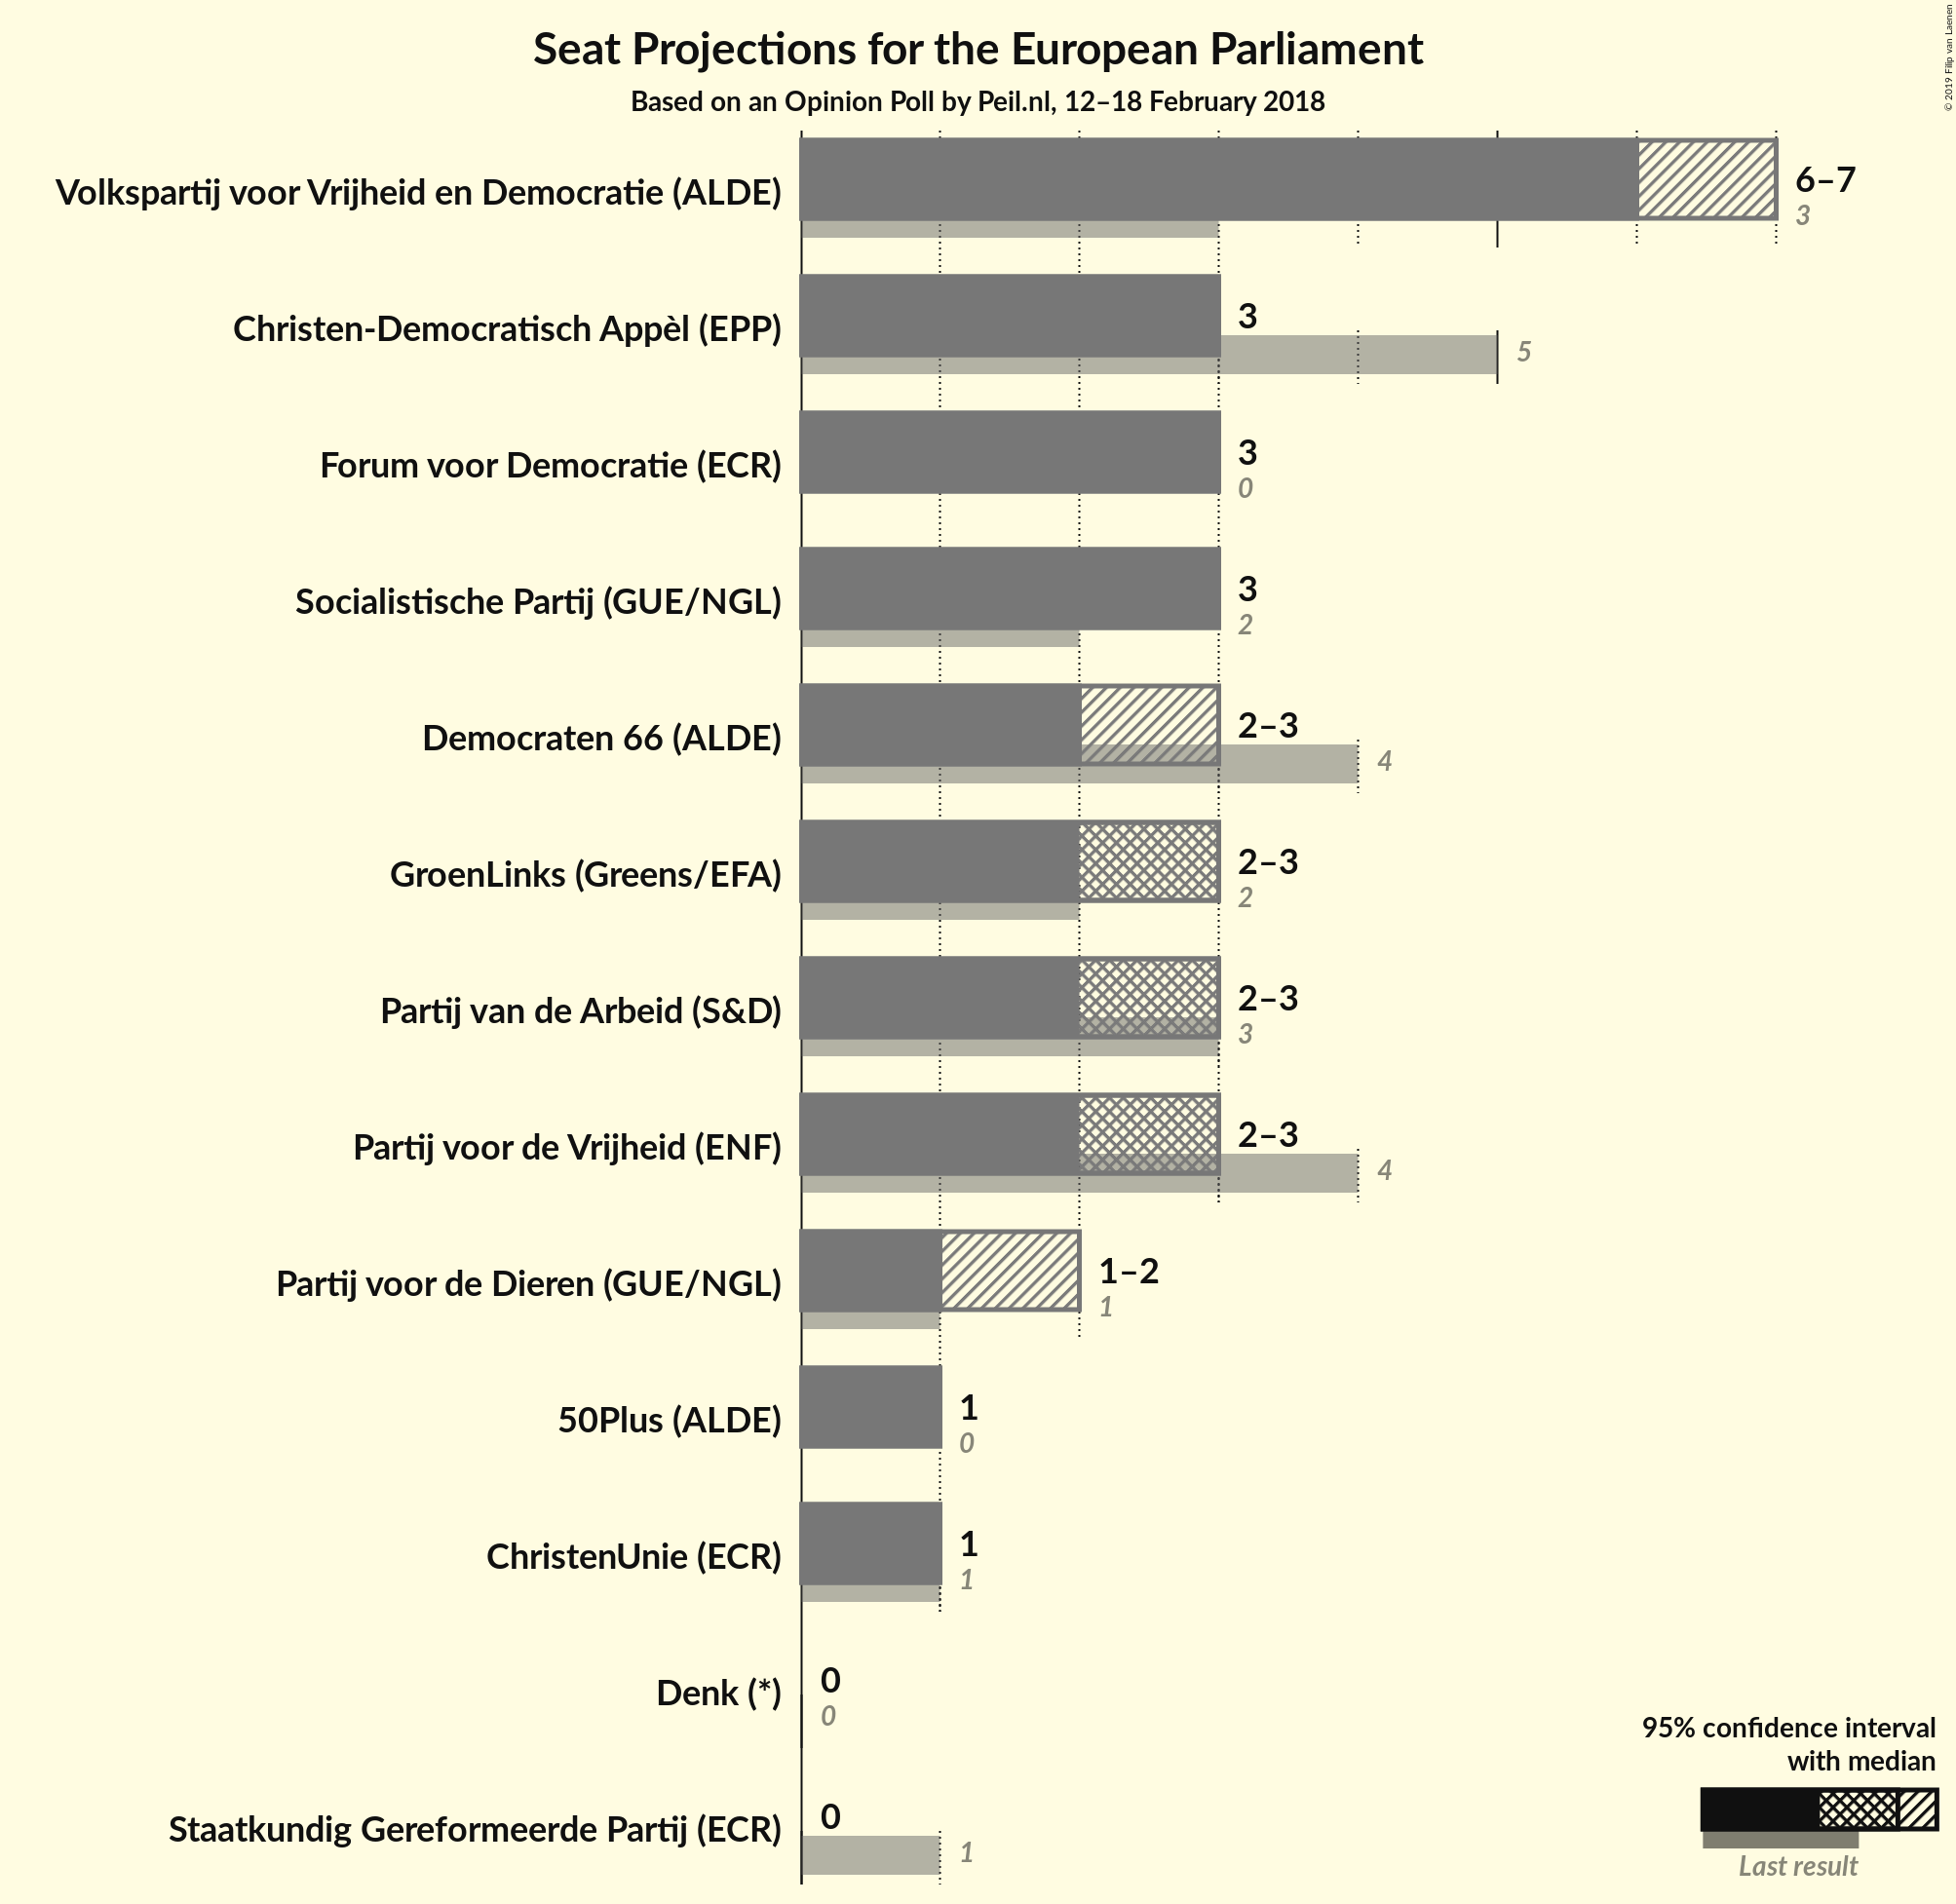 Seat Projections for the European Parliament
Based on an Opinion Poll by Peil.nl, 12–18 February 2018
© 2019 Filip van Laenen
Volkspartij voor Vrijheid en Democratie (ALDE)
6–7
3
Christen-Democratisch Appèl (EPP)
3
5
Forum voor Democratie (ECR)
3
0
Socialistische Partij (GUE/NGL)
3
2
Democraten 66 (ALDE)
2–3
4
GroenLinks (Greens/EFA)
2–3
2
Partij van de Arbeid (S&D)
2–3
3
Partij voor de Vrijheid (ENF)
2–3
4
Partij voor de Dieren (GUE/NGL)
1–2
1
50Plus (ALDE)
1
0
ChristenUnie (ECR)
1
1
Denk (*)
0
0
Staatkundig Gereformeerde Partij (ECR)
0
1
95% confidence interval
with median
Last result